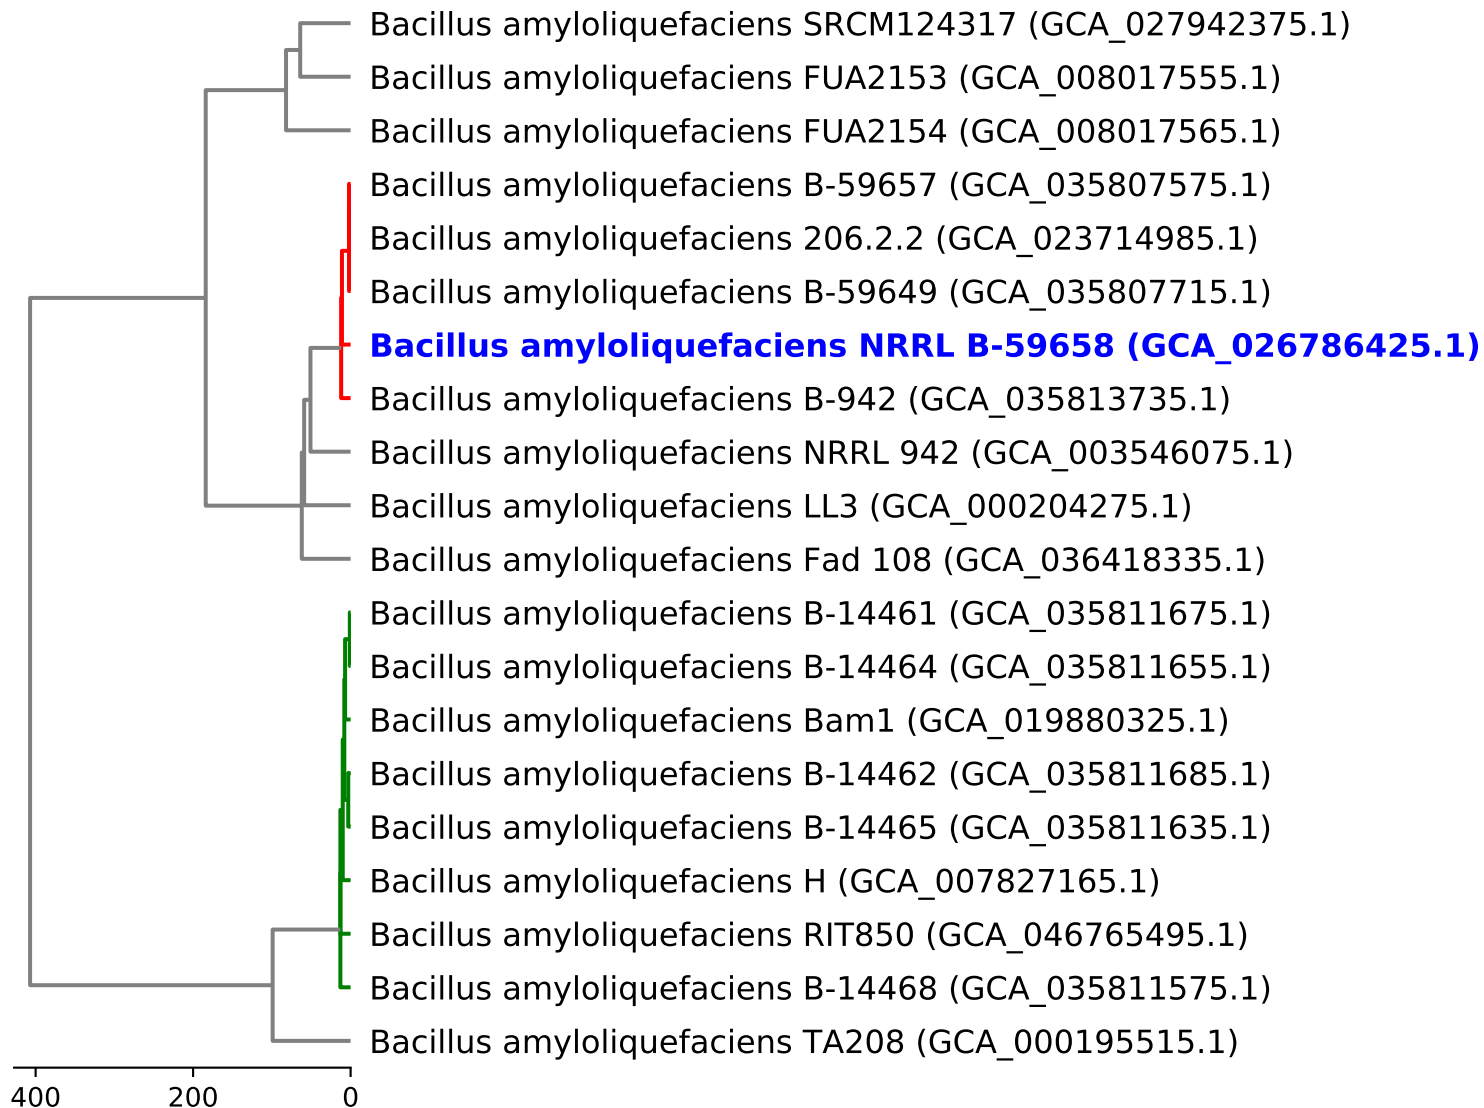 Bacillus amyloliquefaciens SRCM124317 (GCA_027942375.1)
Bacillus amyloliquefaciens FUA2153 (GCA_008017555.1)
Bacillus amyloliquefaciens FUA2154 (GCA_008017565.1)
Bacillus amyloliquefaciens B-59657 (GCA_035807575.1)
Bacillus amyloliquefaciens 206.2.2 (GCA_023714985.1)
Bacillus amyloliquefaciens B-59649 (GCA_035807715.1)
Bacillus amyloliquefaciens NRRL B-59658 (GCA_026786425.1)
Bacillus amyloliquefaciens B-942 (GCA_035813735.1)
Bacillus amyloliquefaciens NRRL 942 (GCA_003546075.1)
Bacillus amyloliquefaciens LL3 (GCA_000204275.1)
Bacillus amyloliquefaciens Fad 108 (GCA_036418335.1)
Bacillus amyloliquefaciens B-14461 (GCA_035811675.1)
Bacillus amyloliquefaciens B-14464 (GCA_035811655.1)
Bacillus amyloliquefaciens Bam1 (GCA_019880325.1)
Bacillus amyloliquefaciens B-14462 (GCA_035811685.1)
Bacillus amyloliquefaciens B-14465 (GCA_035811635.1)
Bacillus amyloliquefaciens H (GCA_007827165.1)
Bacillus amyloliquefaciens RIT850 (GCA_046765495.1)
Bacillus amyloliquefaciens B-14468 (GCA_035811575.1)
Bacillus amyloliquefaciens TA208 (GCA_000195515.1)
400 200 0